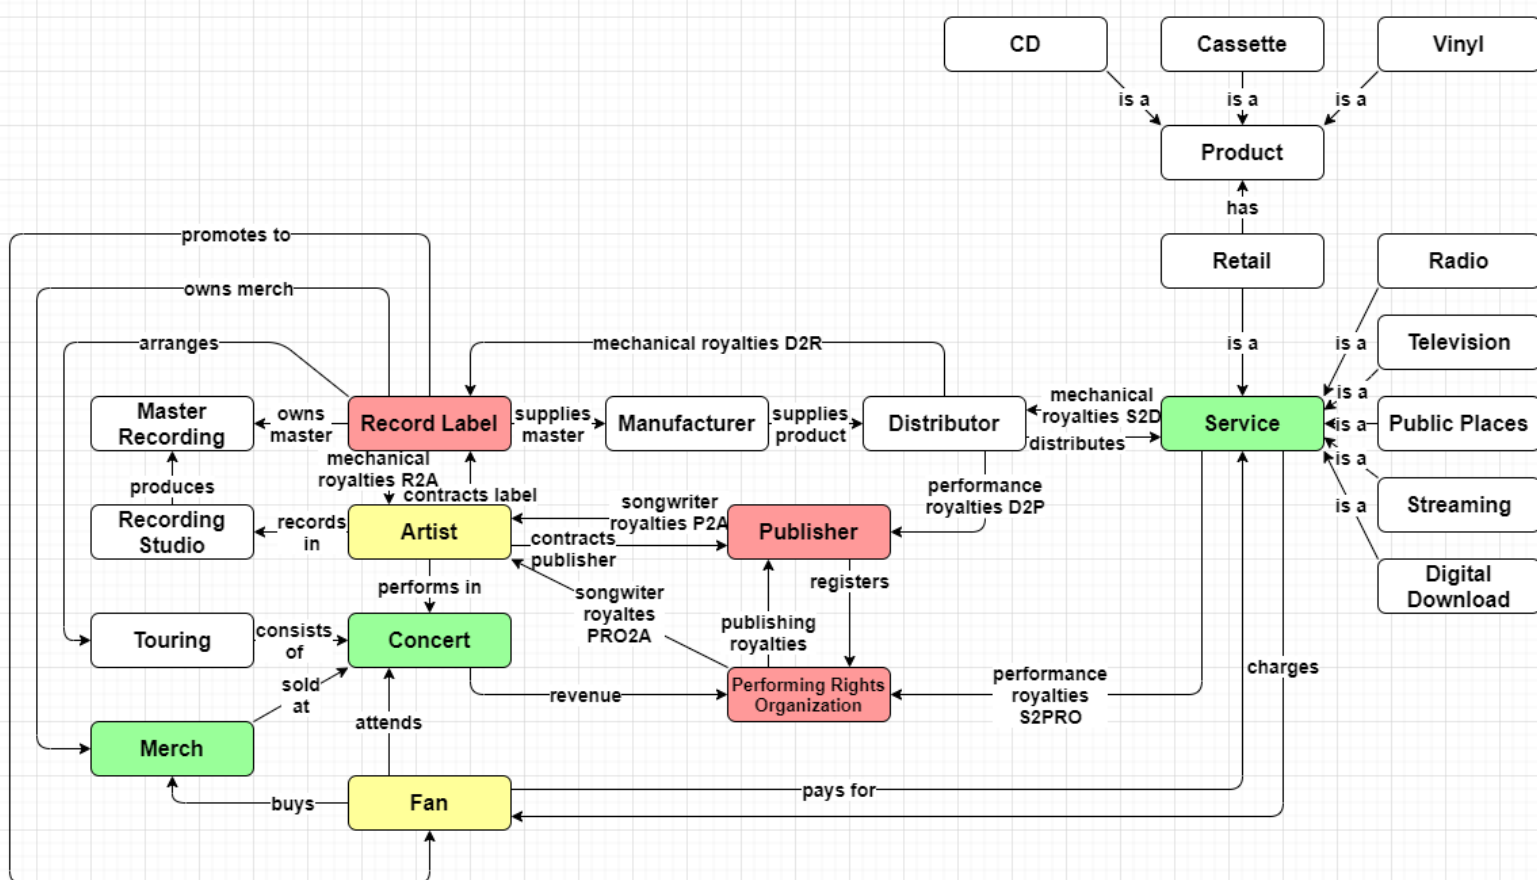 CD
Cassette
Vinyl
is a
is a
is a
Product
has
promotes to
Retail
Radio
owns merch
arranges
mechanical royalties D2R
is a
is a
Television
is a
Master
Recording
owns
master
Record Label
supplies
master
Manufacturer
supplies
product
Distributor
mechanical
royalties S2D
distributes
Service
is a
Public Places
mechanical
royalties R2A
contracts label
is a
produces
performance
royalties D2P
Streaming
is a
Recording
Studio
records
in
Artist
songwriter
royalties P2A
contracts
publisher
Publisher
performs in
registers
Digital
Download
songwiter
royaltes
PRO2A
publishing
royalties
Touring
consists
of
Concert
charges
sold
at
revenue
Performing Rights
Organization
performance
royalties
S2PRO
attends
Merch
pays for
buys
Fan